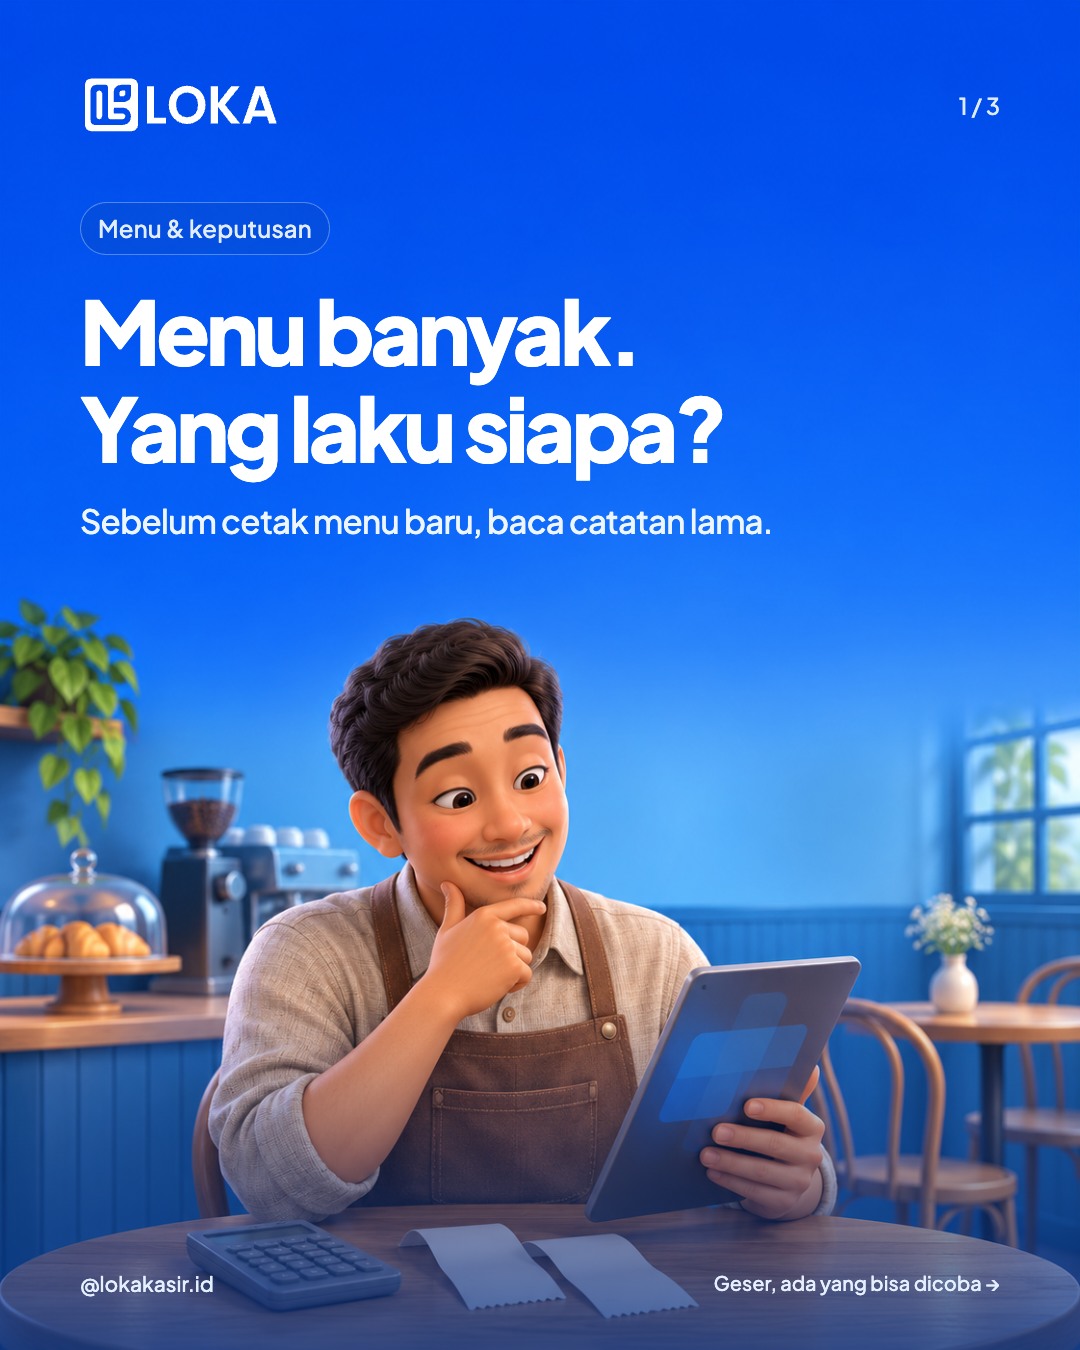 LOKA
1/3
Menu & keputusan
Menu banyak.
Yang laku siapa?
Sebelum cetak menu baru, baca catatan lama.
@lokakasir.id
Geser, ada yang bisa dicoba →